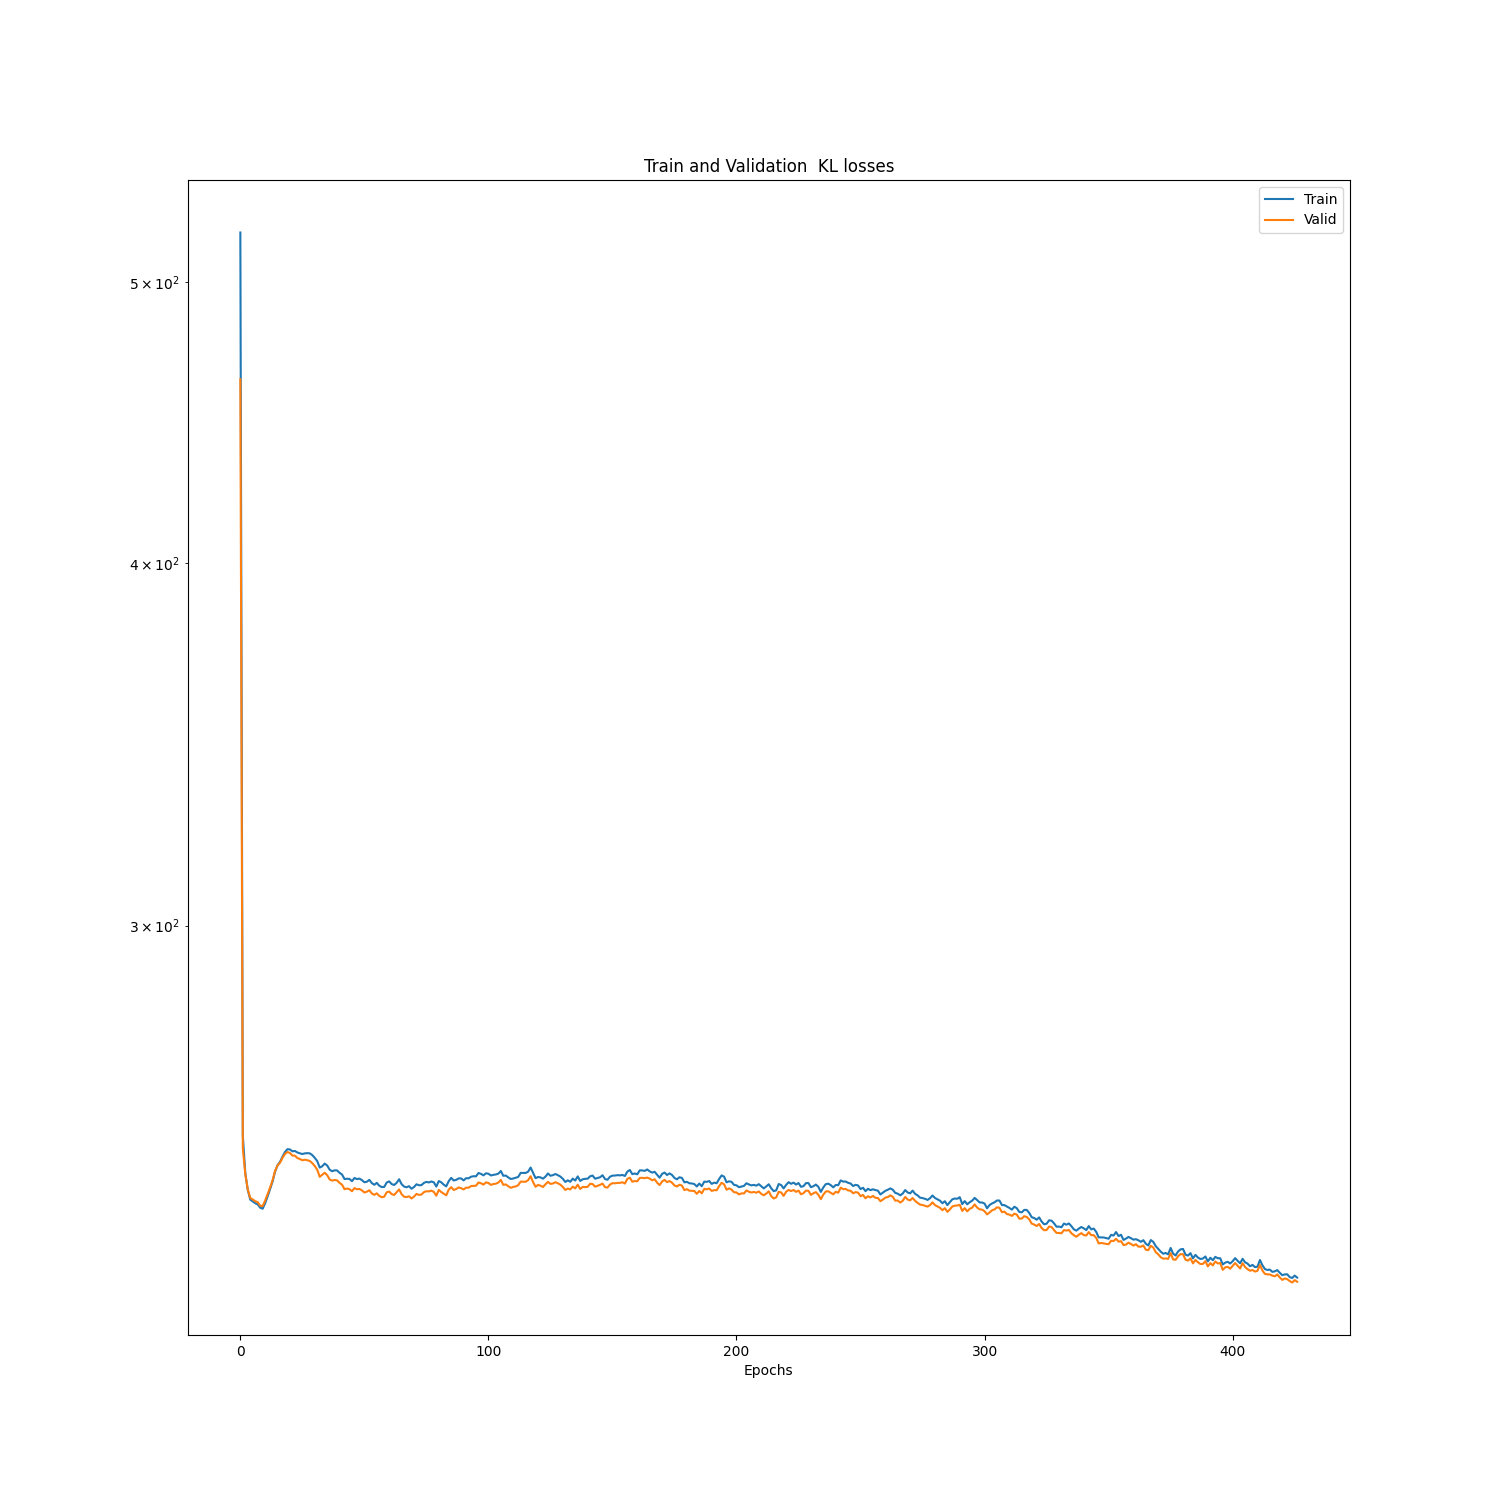 Train and Validation  KL losses
Train
Valid
5 × 10²
4 × 10²
3 × 10²
0 100 200 300 400
Epochs